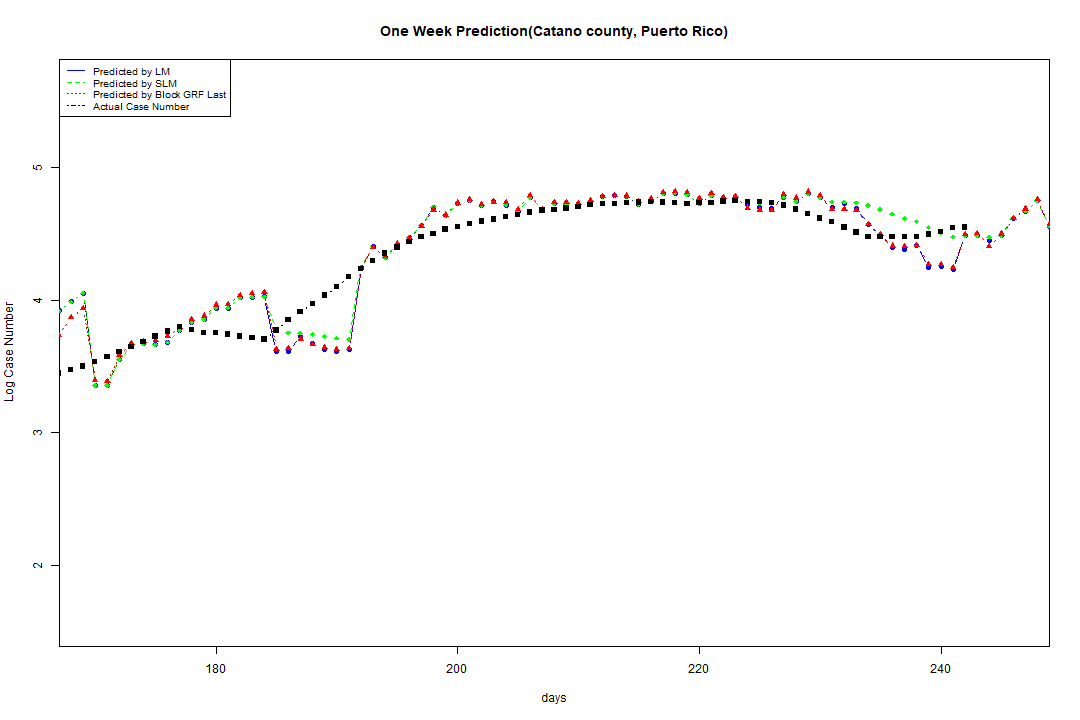 One Week Prediction(Catano county, Puerto Rico)
Predicted by LM
Predicted by SLM
Predicted by Block GRF Last
Actual Case Number
5
4
3
2
Log Case Number
180 200 220 240
days